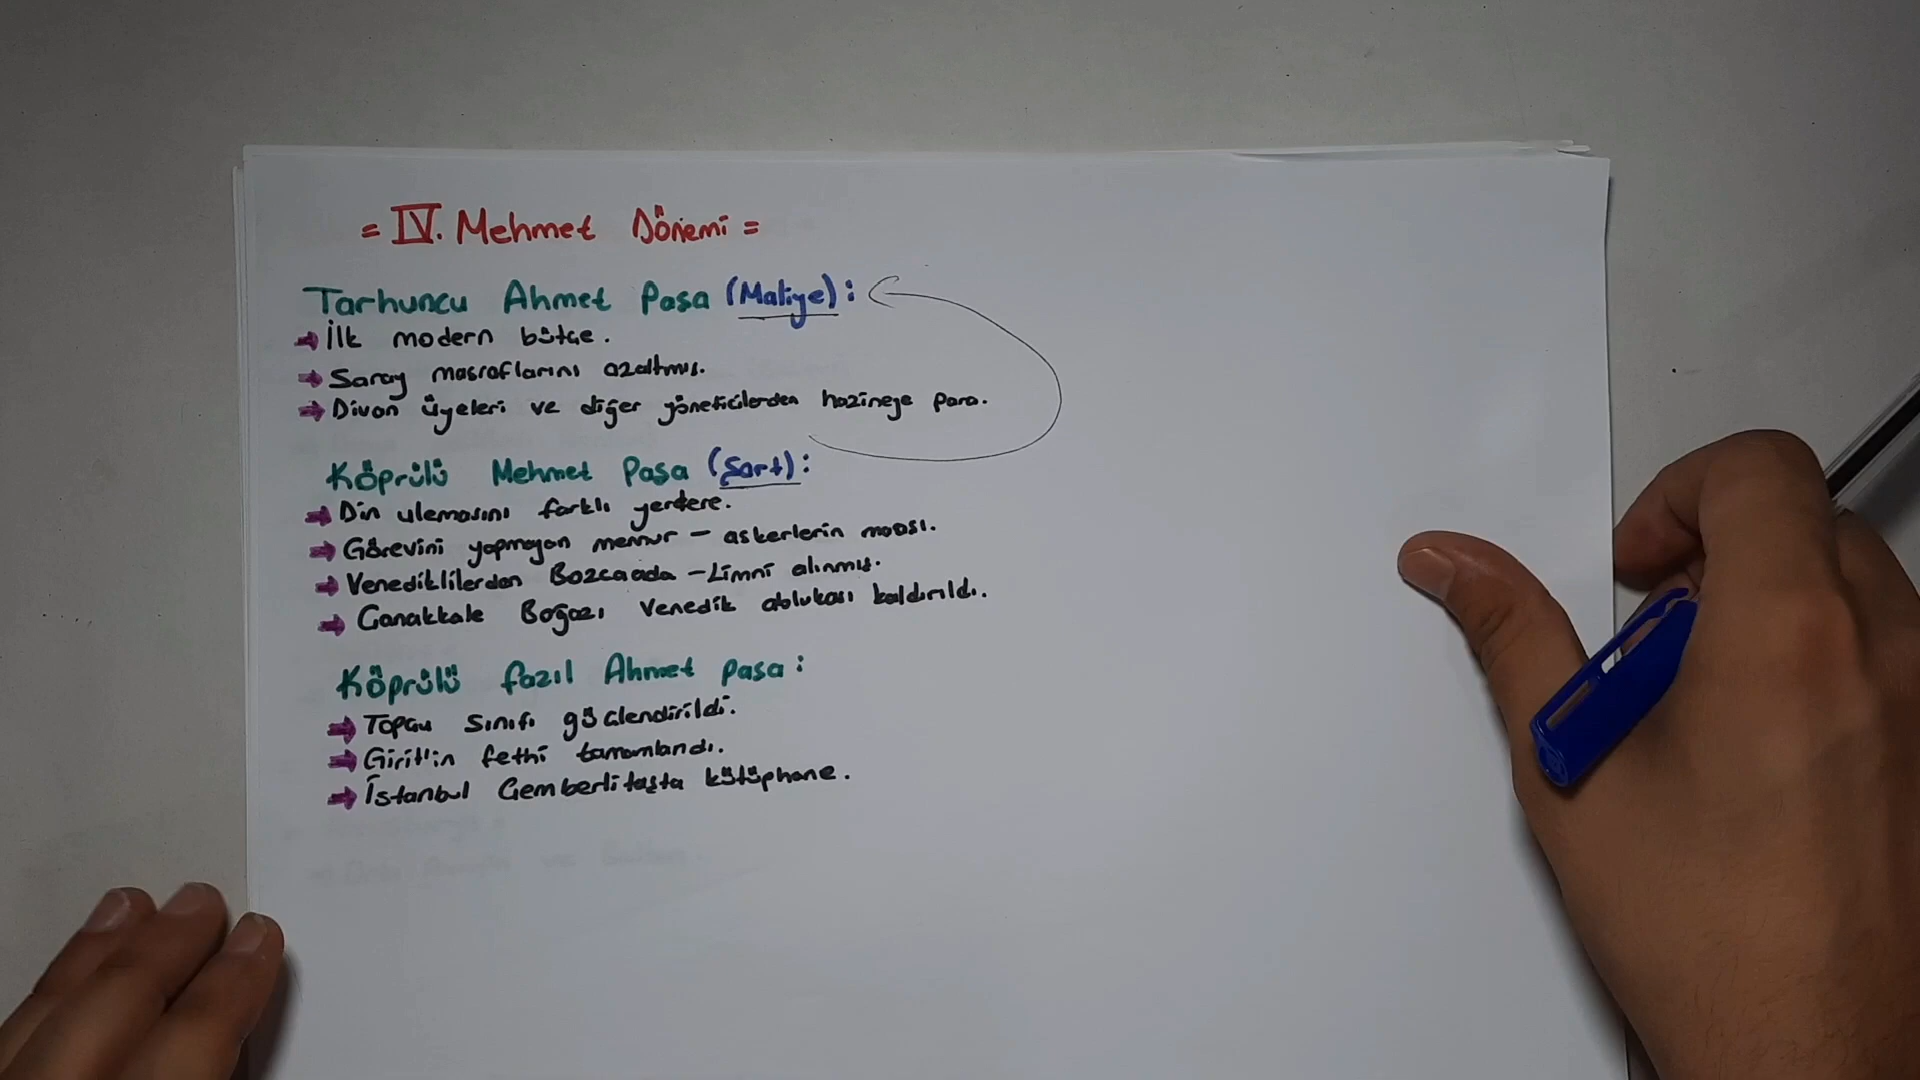 = IV. Mehmet Dönemi =
Tarhuncu Ahmet Paşa (Maliye):
İlk modern bütçe.
Saray masraflarını azaltmış.
Divan üyeleri ve diğer yöneticilerden hazineye para.
Köprülü Mehmet Paşa (Şart):
Din ulemasını farklı yerlere.
Görevini yapmayan memur - askerlerin maaşı.
Venediklilerden Bozcaada - Limni alınmış.
Çanakkale Boğazı Venedik ablukası kaldırıldı.
Köprülü Fazıl Ahmet Paşa:
Topçu sınıfı güçlendirildi.
Girit'in fethi tamamlandı.
İstanbul Çemberlitaşta kütüphane.